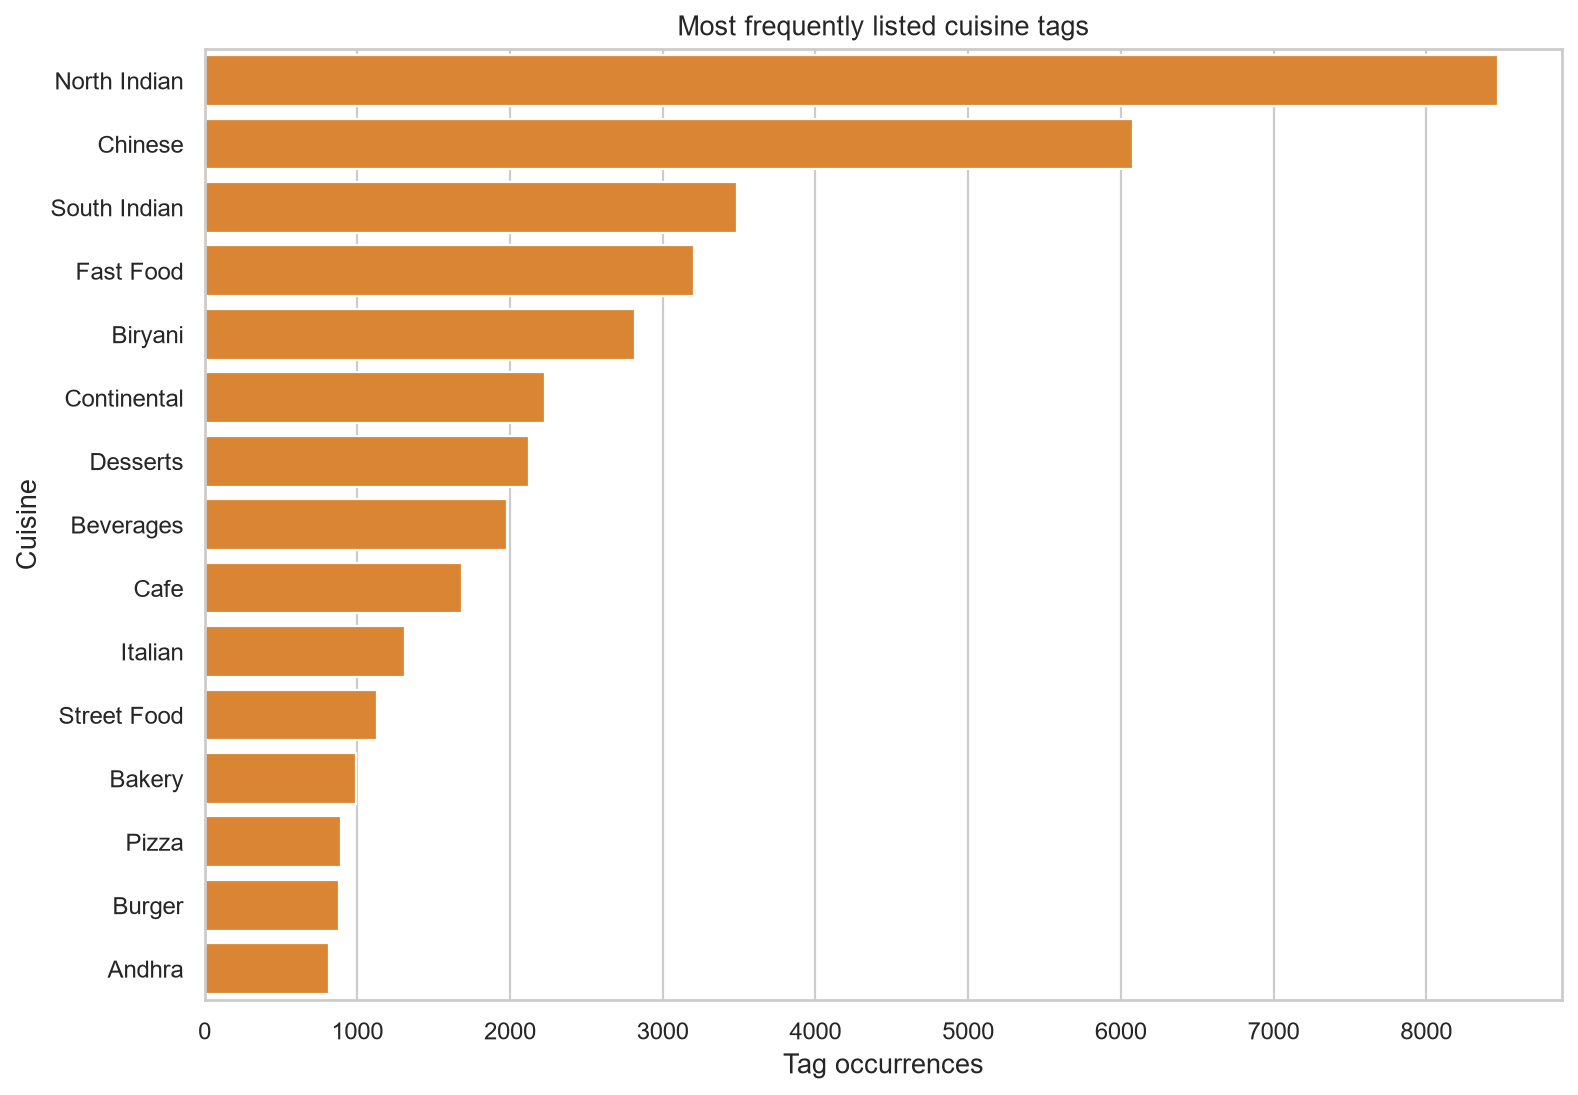 Most frequently listed cuisine tags
North Indian
Chinese
South Indian
Fast Food
Biryani
Continental
Desserts
Beverages
Cafe
Italian
Street Food
Bakery
Pizza
Burger
Andhra
Cuisine
0 1000 2000 3000 4000 5000 6000 7000 8000
Tag occurrences